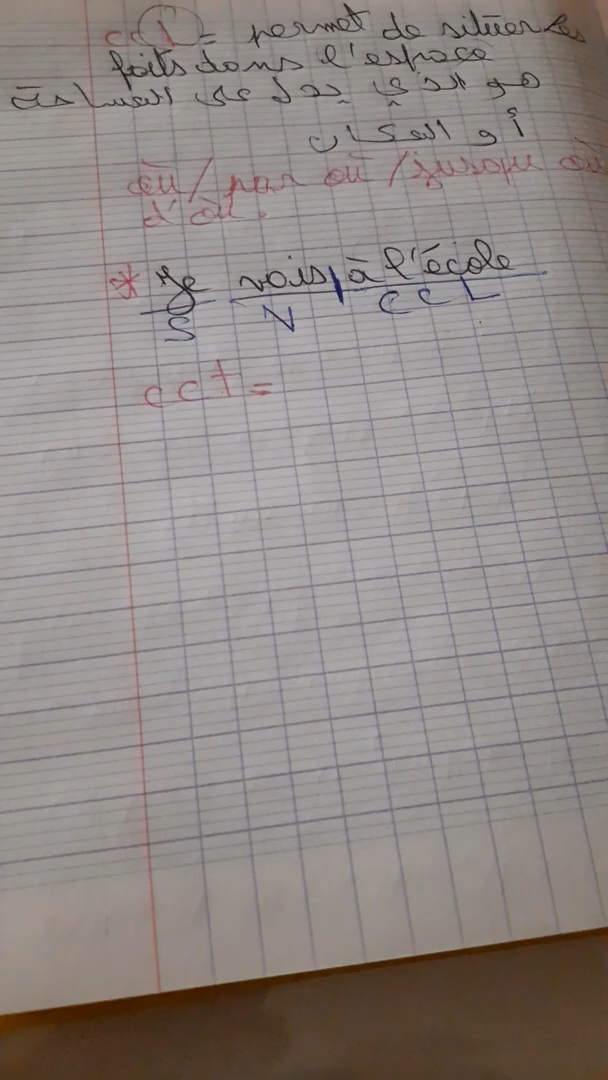 ccl = permet de situer les
faits dans l'espace
هو الذي يدل على المساحة
أو المكان
où / par où / jusqu'où
d'où.
* Je vais à l'école
S V CCL
cct =